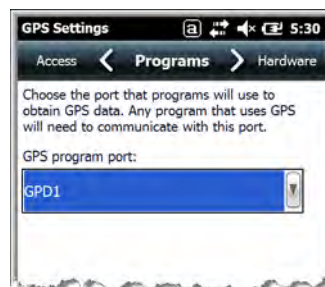 GPS Settings a 5:30
Access Programs Hardware
Choose the port that programs will use to
obtain GPS data. Any program that uses GPS
will need to communicate with this port.
GPS program port:
GPD1